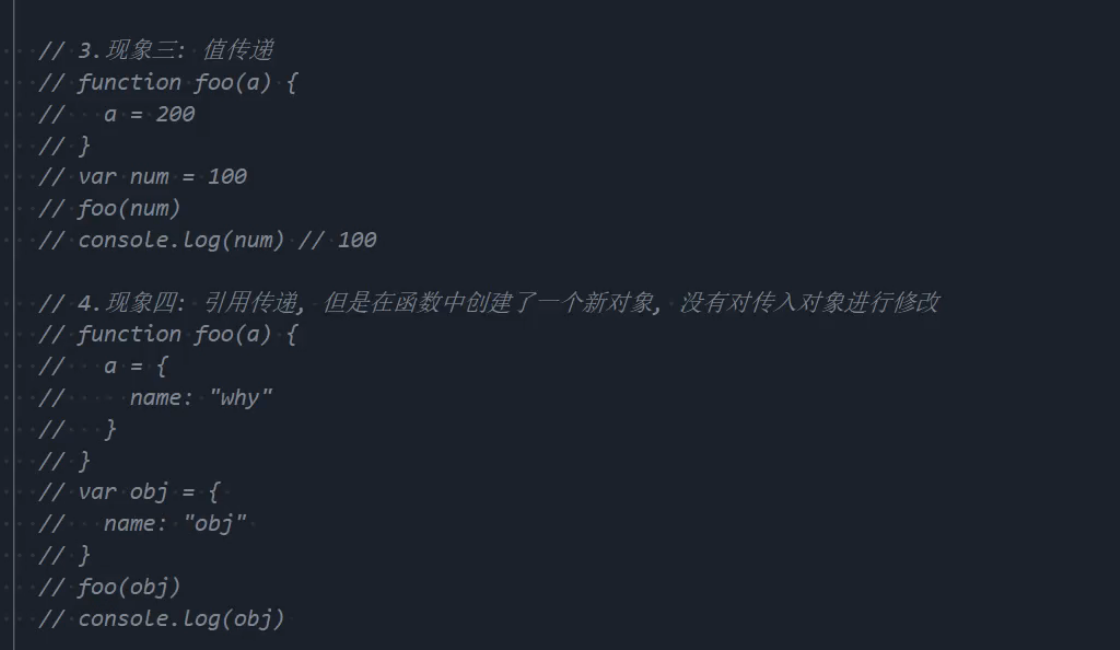 // 3.现象三: 值传递
// function foo(a) {
//   a = 200
// }
// var num = 100
// foo(num)
// console.log(num) // 100
// 4.现象四: 引用传递, 但是在函数中创建了一个新对象, 没有对传入对象进行修改
// function foo(a) {
//   a = {
//     name: "why"
//   }
// }
// var obj = {
//   name: "obj"
// }
// foo(obj)
// console.log(obj)